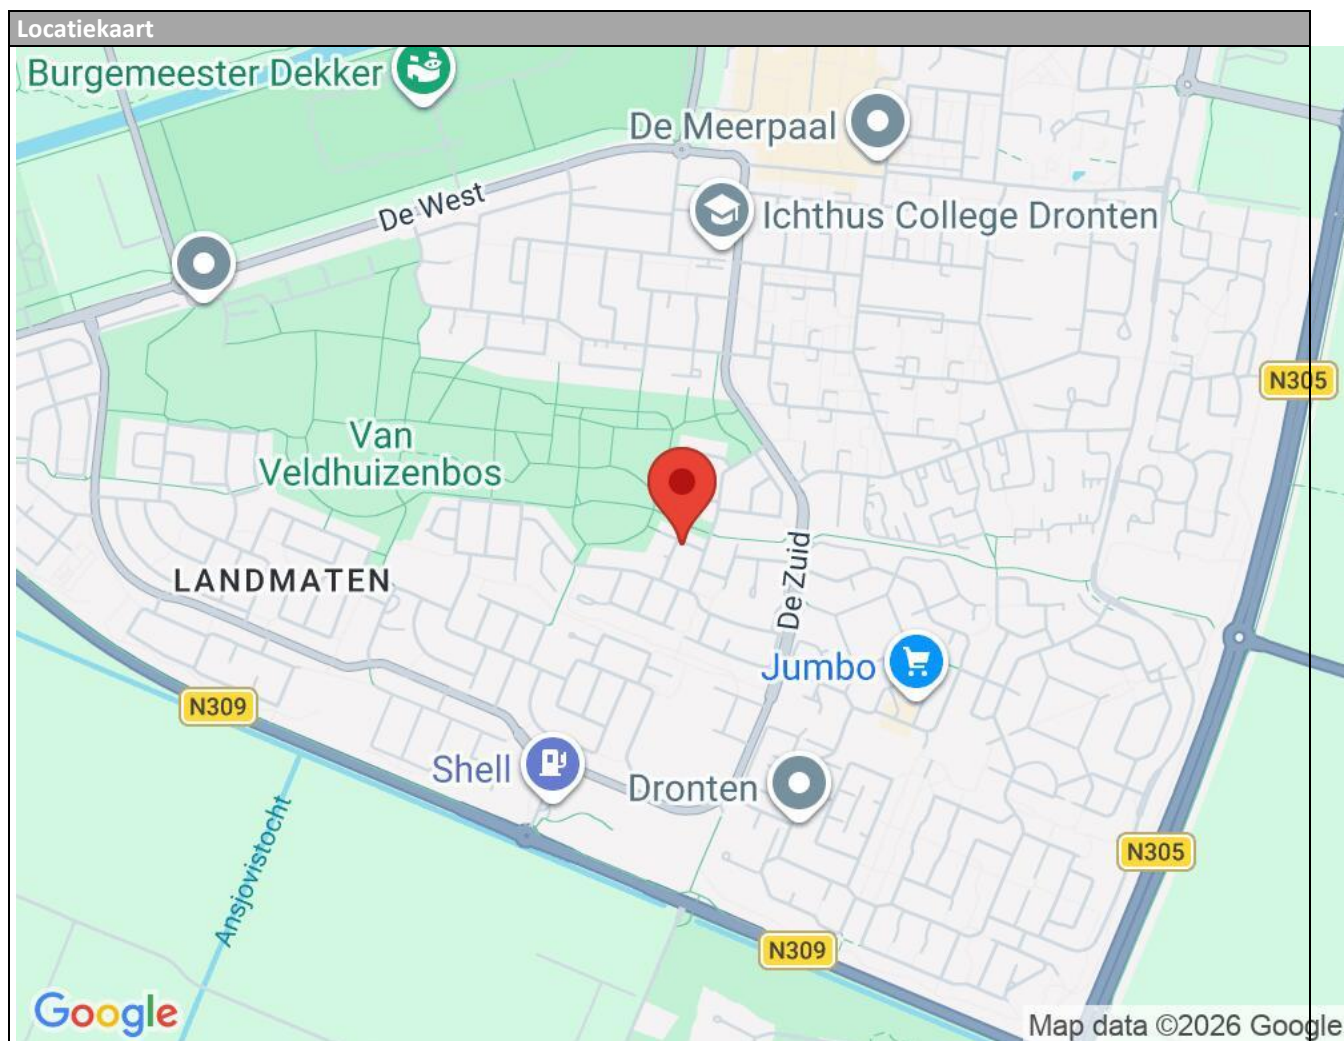 Locatiekaart
Burgemeester Dekker
De Meerpaal
De West
Ichthus College Dronten
N305
Van
Veldhuizenbos
De Zuid
LANDMATEN
Jumbo
N309
Shell
Dronten
Ansjovistocht
N305
N309
Google
Map data ©2026 Google